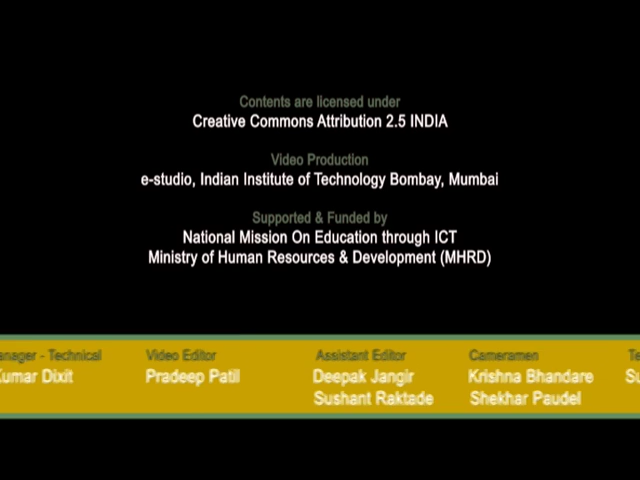 Contents are licensed under
Creative Commons Attribution 2.5 INDIA
Video Production
e-studio, Indian Institute of Technology Bombay, Mumbai
Supported & Funded by
National Mission On Education through ICT
Ministry of Human Resources & Development (MHRD)
- Technical
Dixit
Video Editor
Pradeep Patil
Assistant Editor
Deepak Jangir
Sushant Raktade
Cameramen
Krishna Bhandare
Shekhar Paudel